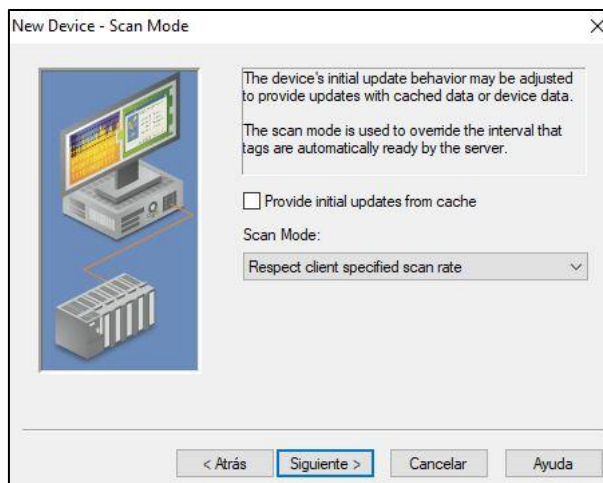 New Device - Scan Mode
The device's initial update behavior may be adjusted
to provide updates with cached data or device data.
The scan mode is used to override the interval that
tags are automatically ready by the server.
Provide initial updates from cache
Scan Mode:
Respect client specified scan rate
< Atrás Siguiente > Cancelar Ayuda